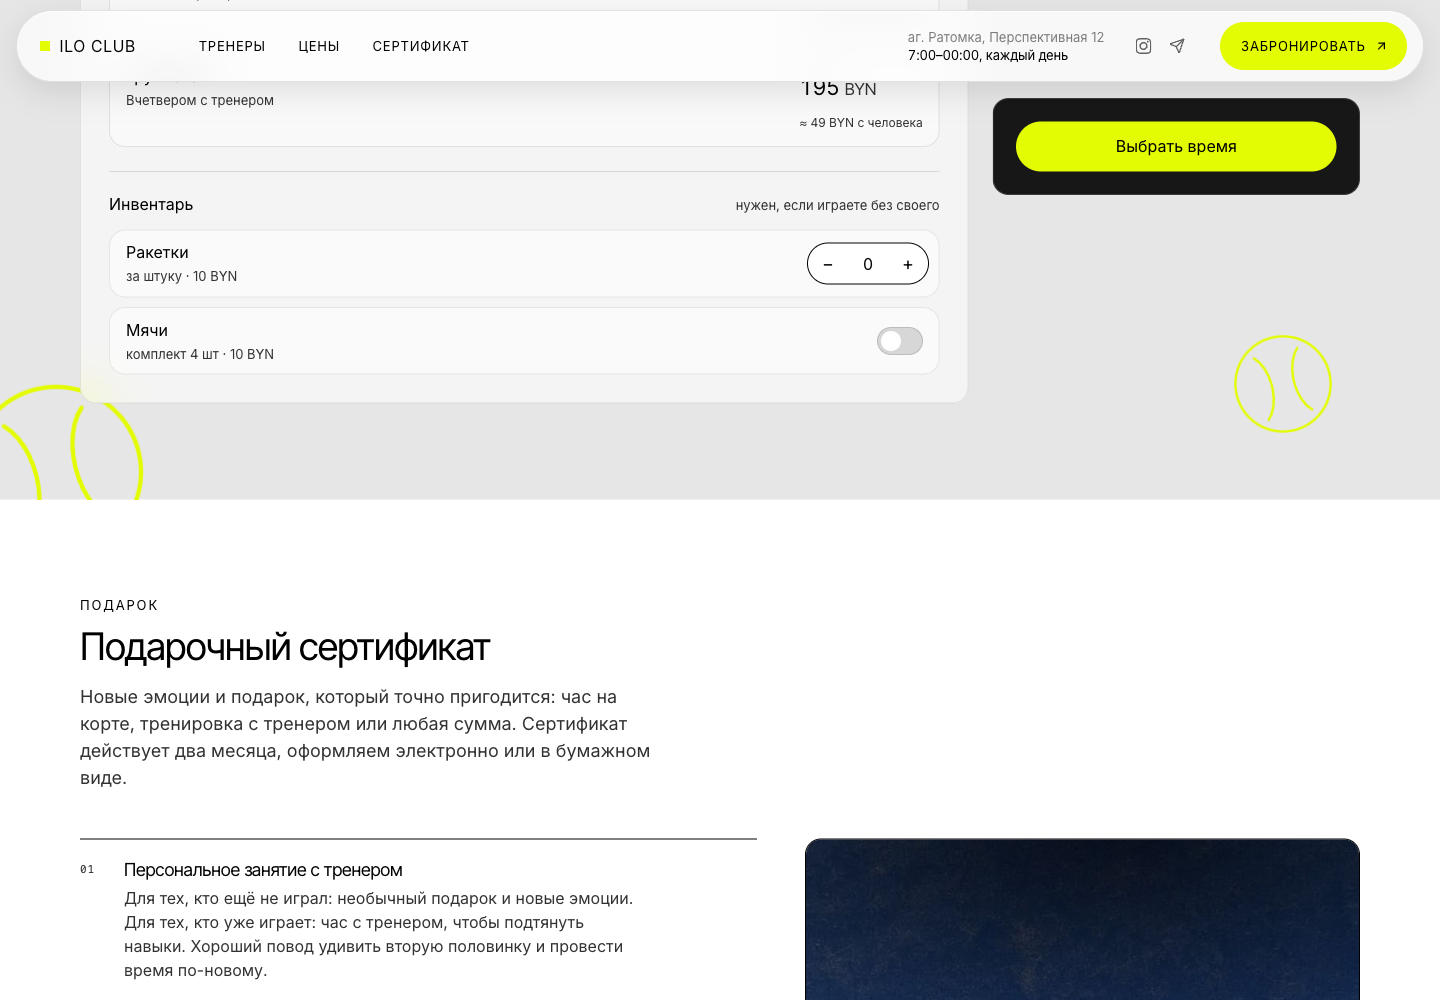 ILO CLUB
ТРЕНЕРЫ
ЦЕНЫ
СЕРТИФИКАТ
аг. Ратомка, Перспективная 12
7:00–00:00, каждый день
ЗАБРОНИРОВАТЬ
Вчетвером с тренером
195 BYN
≈ 49 BYN с человека
Выбрать время
Инвентарь
нужен, если играете без своего
Ракетки
за штуку · 10 BYN
− 0 +
Мячи
комплект 4 шт · 10 BYN
ПОДАРОК
Подарочный сертификат
Новые эмоции и подарок, который точно пригодится: час на
корте, тренировка с тренером или любая сумма. Сертификат
действует два месяца, оформляем электронно или в бумажном
виде.
01
Персональное занятие с тренером
Для тех, кто ещё не играл: необычный подарок и новые эмоции.
Для тех, кто уже играет: час с тренером, чтобы подтянуть
навыки. Хороший повод удивить вторую половинку и провести
время по-новому.